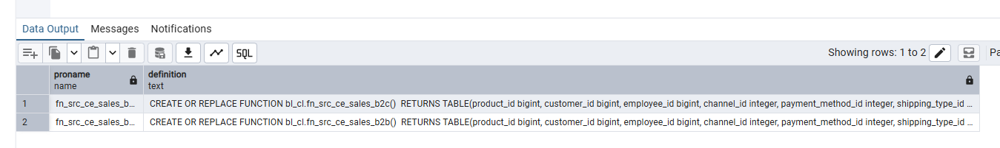 Data Output Messages Notifications
SQL
Showing rows: 1 to 2
proname definition
name text
1 fn_src_ce_sales_b... CREATE OR REPLACE FUNCTION bl_cl.fn_src_ce_sales_b2c() RETURNS TABLE(product_id bigint, customer_id bigint, employee_id bigint, channel_id integer, payment_method_id integer, shipping_type_id ...
2 fn_src_ce_sales_b... CREATE OR REPLACE FUNCTION bl_cl.fn_src_ce_sales_b2b() RETURNS TABLE(product_id bigint, customer_id bigint, employee_id bigint, channel_id integer, payment_method_id integer, shipping_type_id ...